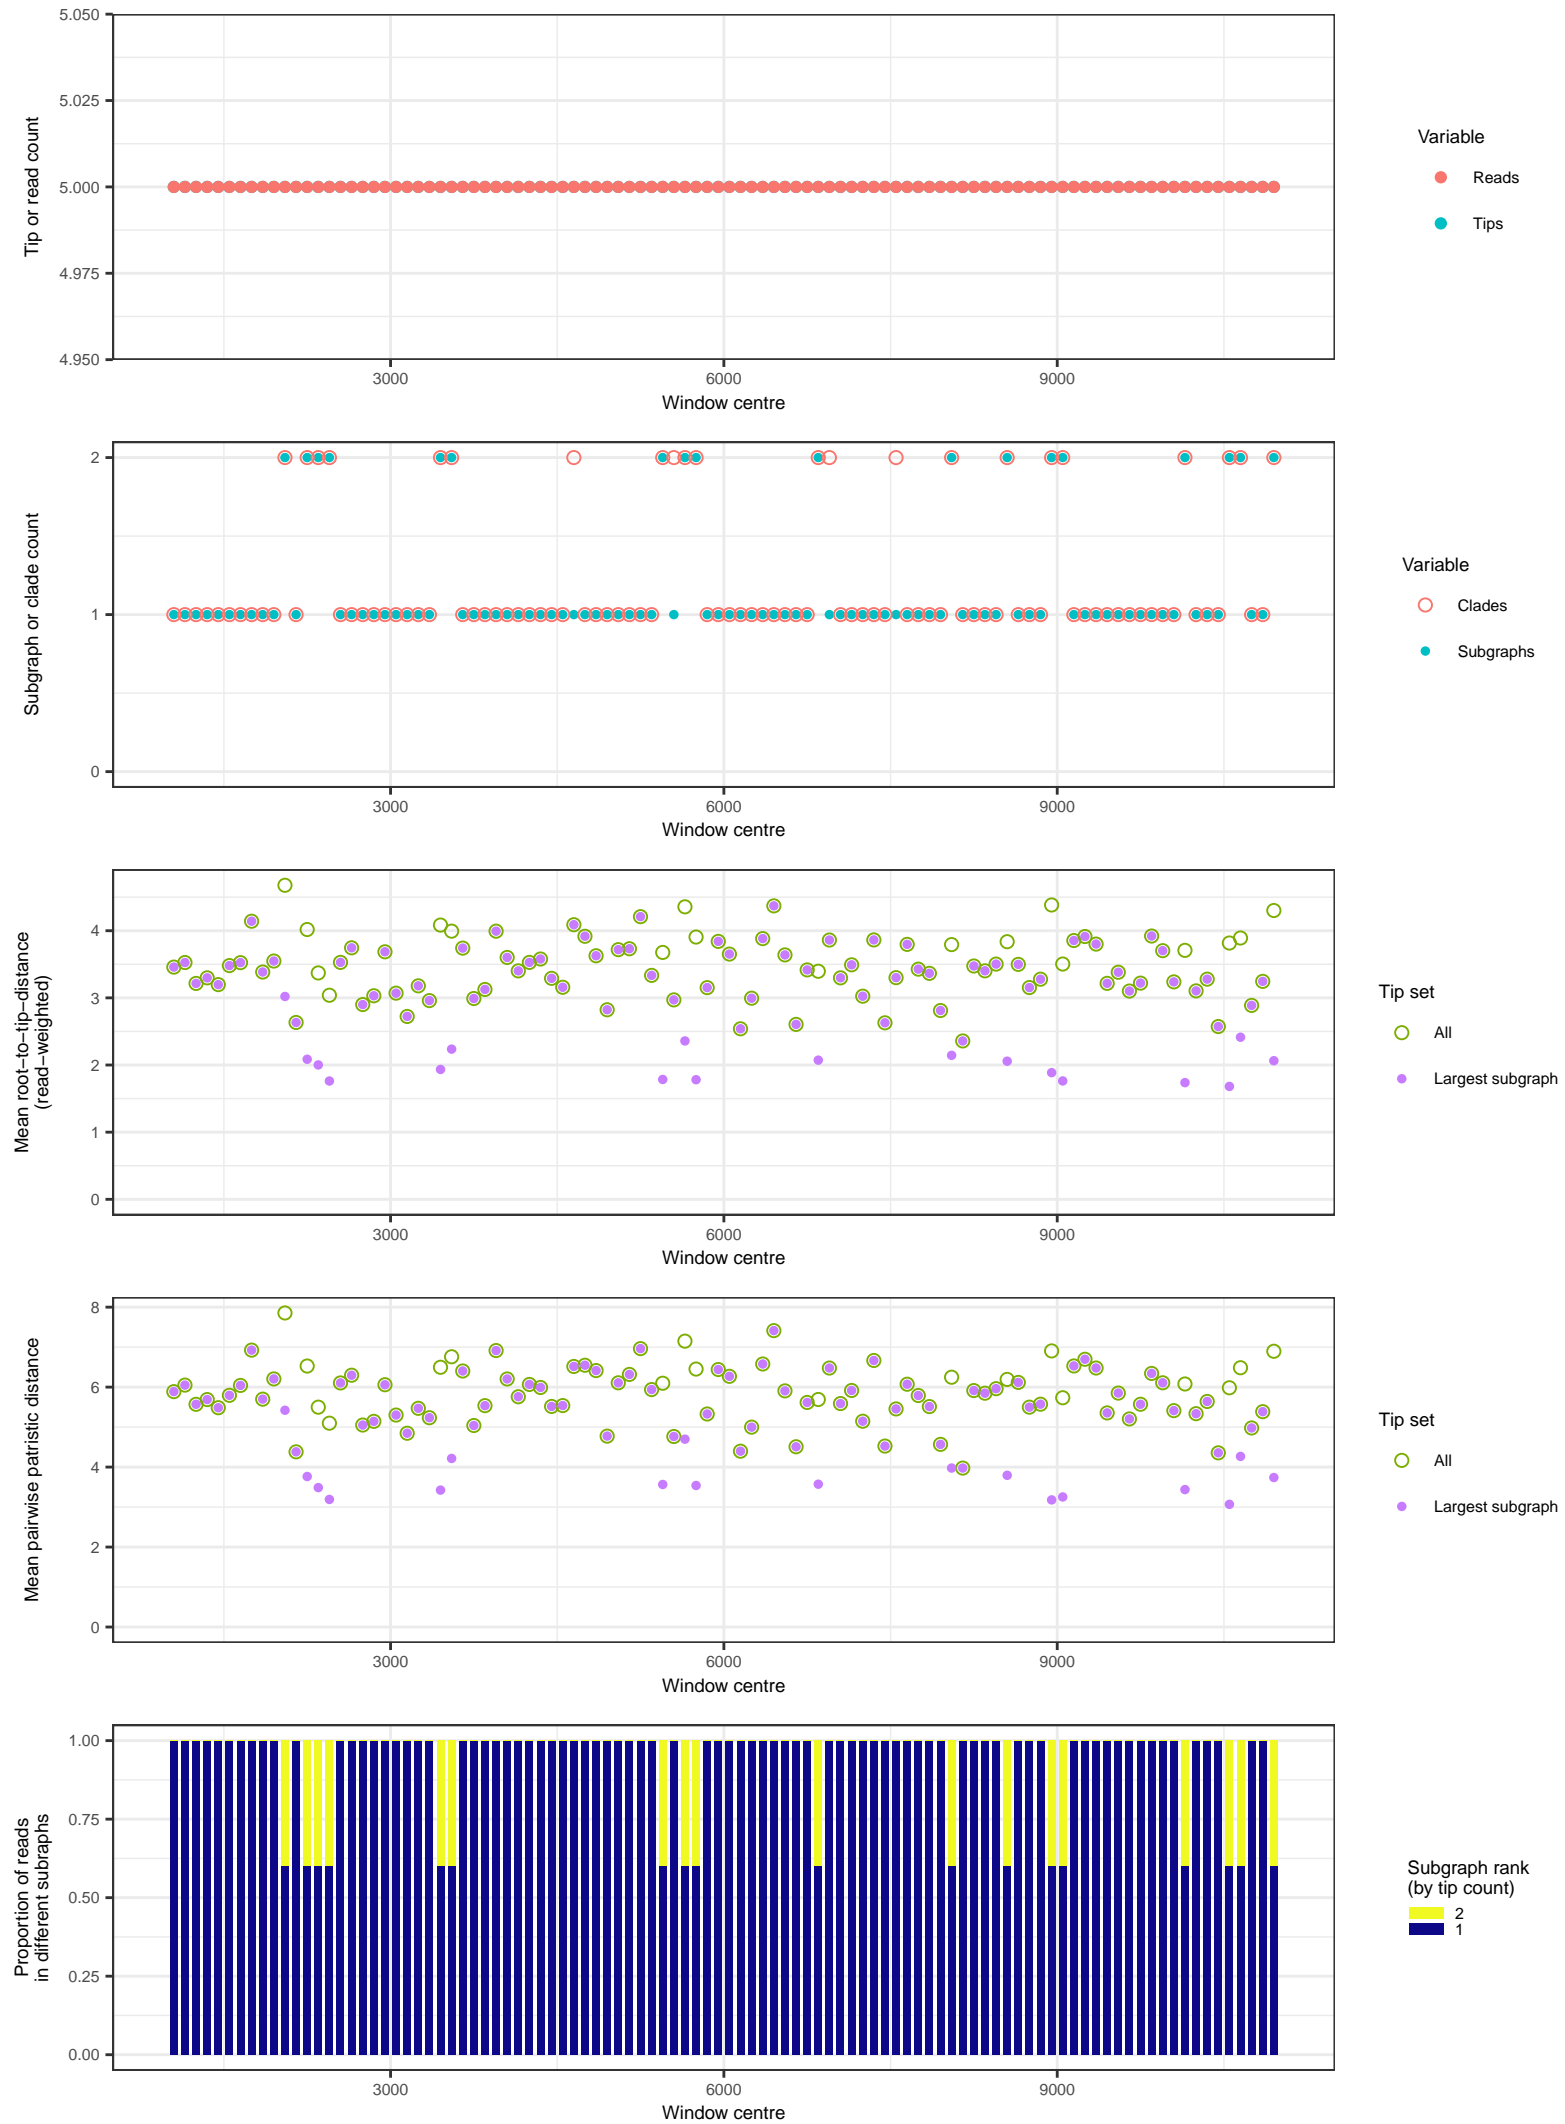 5.050
5.025
5.000
4.975
4.950
Tip or read count
3000
6000
9000
Window centre
Variable
Reads
Tips
2
1
0
Subgraph or clade count
3000
6000
9000
Window centre
Variable
Clades
Subgraphs
4
3
2
1
0
Mean root−to−tip−distance
(read−weighted)
3000
6000
9000
Window centre
Tip set
All
Largest subgraph
8
6
4
2
0
Mean pairwise patristic distance
3000
6000
9000
Window centre
Tip set
All
Largest subgraph
1.00
0.75
0.50
0.25
0.00
Proportion of reads
in different subraphs
3000
6000
9000
Window centre
Subgraph rank
(by tip count)
2
1